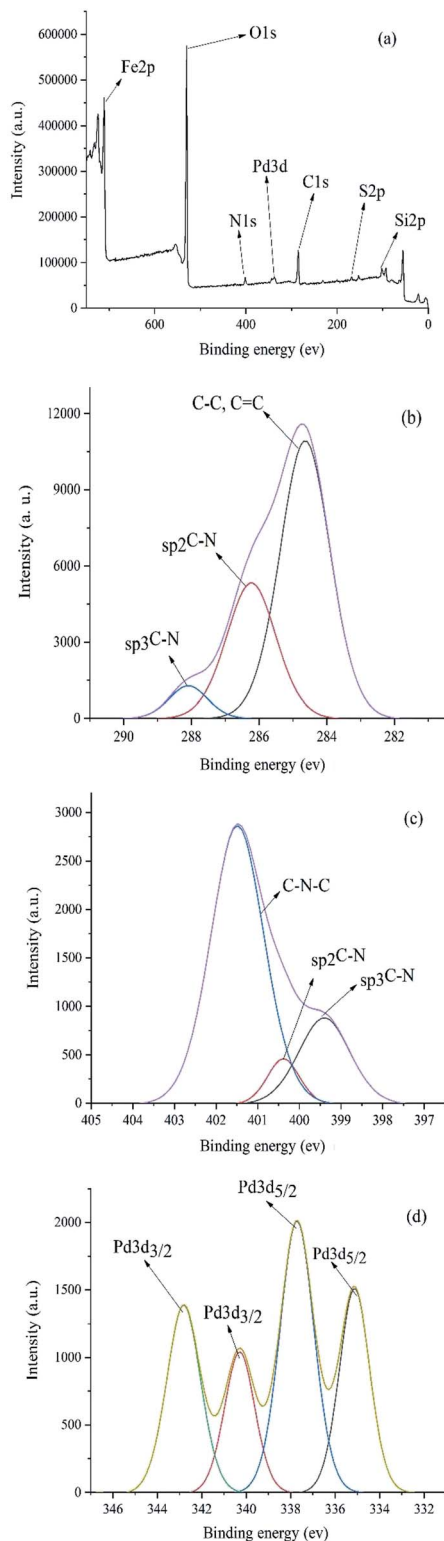 (a)
O1s
Fe2p
Pd3d
C1s
N1s
S2p
Si2p
600000
500000
400000
300000
200000
100000
0
600
400
200
0
Intensity (a.u.)
Binding energy (ev)
(b)
C-C, C=C
sp2C-N
sp3C-N
12000
9000
6000
3000
0
290
288
286
284
282
Intensity (a. u.)
Binding energy (ev)
(c)
C-N-C
sp2C-N
sp3C-N
3000
2500
2000
1500
1000
500
0
405
404
403
402
401
400
399
398
397
Intensity (a.u.)
Binding energy (ev)
(d)
Pd3d5/2
Pd3d3/2
Pd3d5/2
Pd3d3/2
2000
1500
1000
500
0
346
344
342
340
338
336
334
332
Intensity (a.u.)
Binding energy (ev)